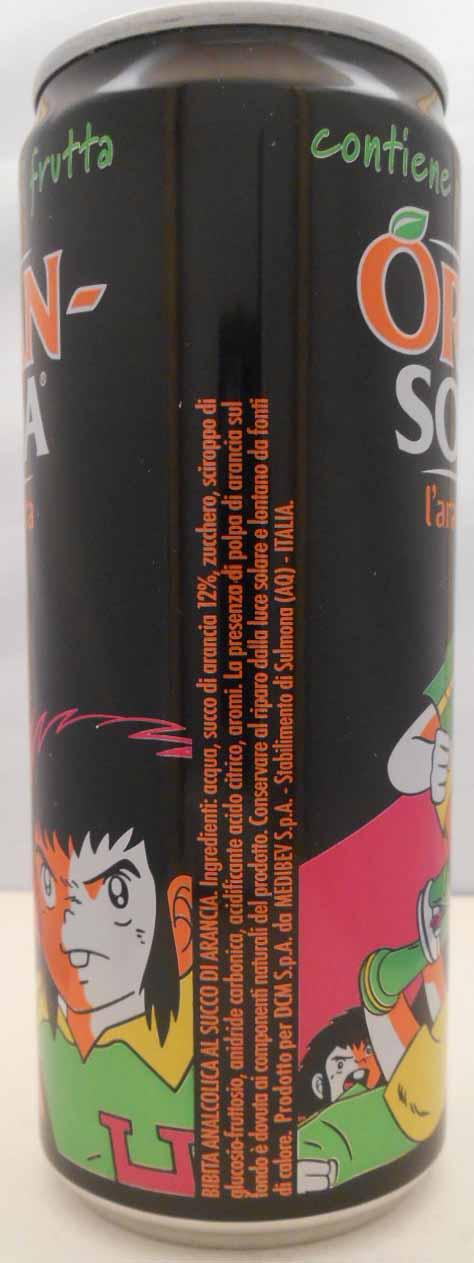 frutta
N-
A®
a
contiene
OR
SO
l'ara
BIBITA ANALCOLICA AL SUCCO DI ARANCIA. Ingredienti: acqua, succo di arancia 12%, zucchero, sciroppo di
glucosio-fruttosio, anidride carbonica, acidificante acido citrico, aromi. La presenza di polpa di arancia sul
fondo è dovuta ai componenti naturali del prodotto. Conservare al riparo dalla luce solare e lontano da fonti
di calore. Prodotto per DCM S.p.A. da MEDIBEV S.p.A. - Stabilimento di Sulmona (AQ) - ITALIA.